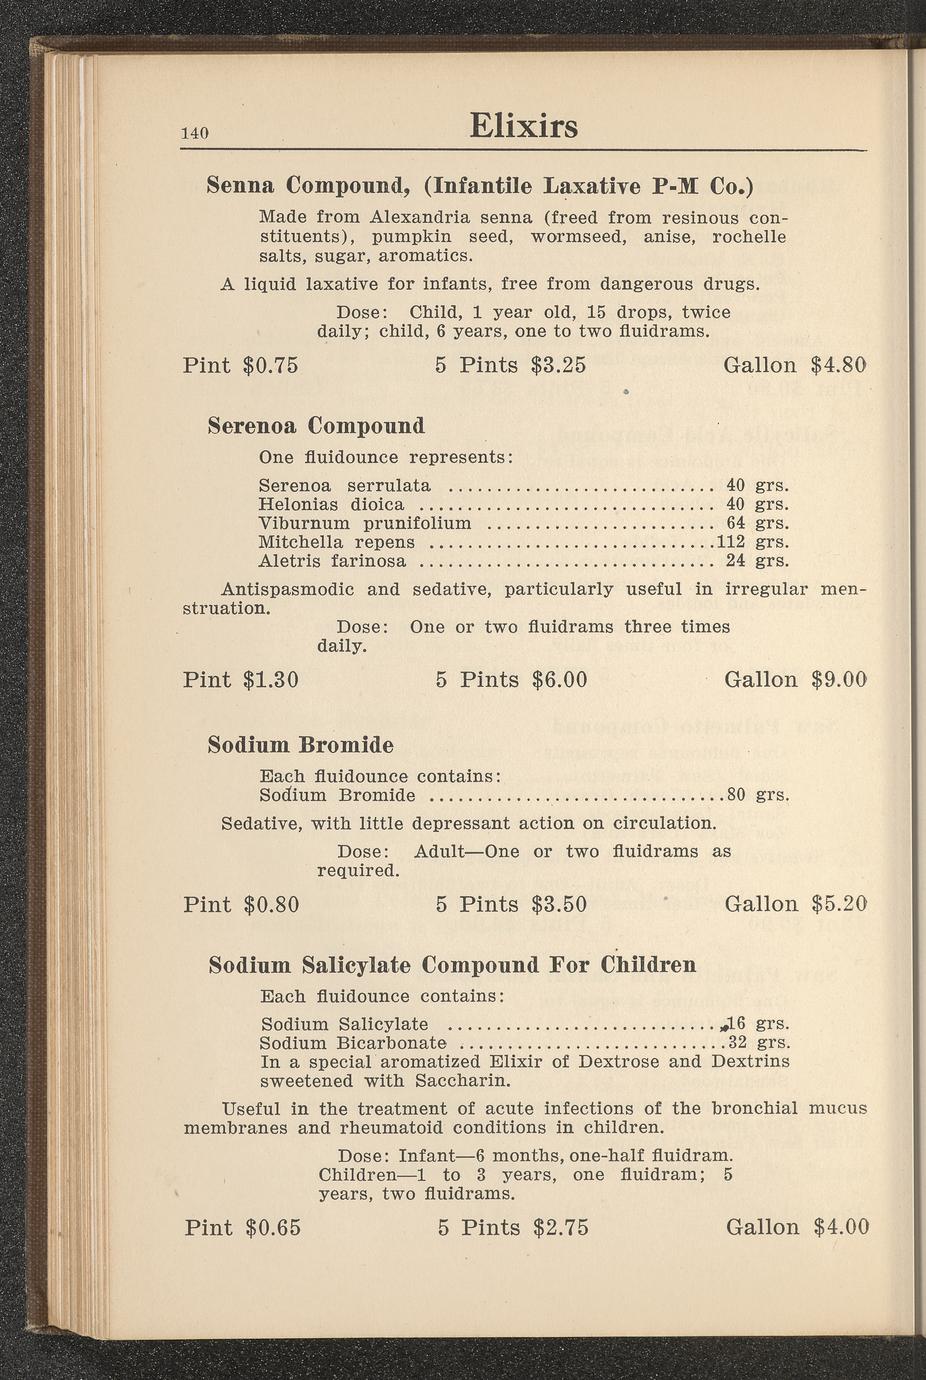 140
Elixirs
Senna Compound, (Infantile Laxative P-M Co.)
Made from Alexandria senna (freed from resinous con-
stituents), pumpkin seed, wormseed, anise, rochelle
salts, sugar, aromatics.
A liquid laxative for infants, free from dangerous drugs.
Dose: Child, 1 year old, 15 drops, twice
daily; child, 6 years, one to two fluidrams.
Pint $0.75 5 Pints $3.25 Gallon $4.80
Serenoa Compound
One fluidounce represents:
Serenoa serrulata ........................... 40 grs.
Helonias dioica .............................. 40 grs.
Viburnum prunifolium ....................... 64 grs.
Mitchella repens .............................112 grs.
Aletris farinosa .............................. 24 grs.
Antispasmodic and sedative, particularly useful in irregular men-
struation.
Dose: One or two fluidrams three times
daily.
Pint $1.30 5 Pints $6.00 Gallon $9.00
Sodium Bromide
Each fluidounce contains:
Sodium Bromide ..............................80 grs.
Sedative, with little depressant action on circulation.
Dose: Adult—One or two fluidrams as
required.
Pint $0.80 5 Pints $3.50 Gallon $5.20
Sodium Salicylate Compound For Children
Each fluidounce contains:
Sodium Salicylate ............................16 grs.
Sodium Bicarbonate ...........................32 grs.
In a special aromatized Elixir of Dextrose and Dextrins
sweetened with Saccharin.
Useful in the treatment of acute infections of the bronchial mucus
membranes and rheumatoid conditions in children.
Dose: Infant—6 months, one-half fluidram.
Children—1 to 3 years, one fluidram; 5
years, two fluidrams.
Pint $0.65 5 Pints $2.75 Gallon $4.00